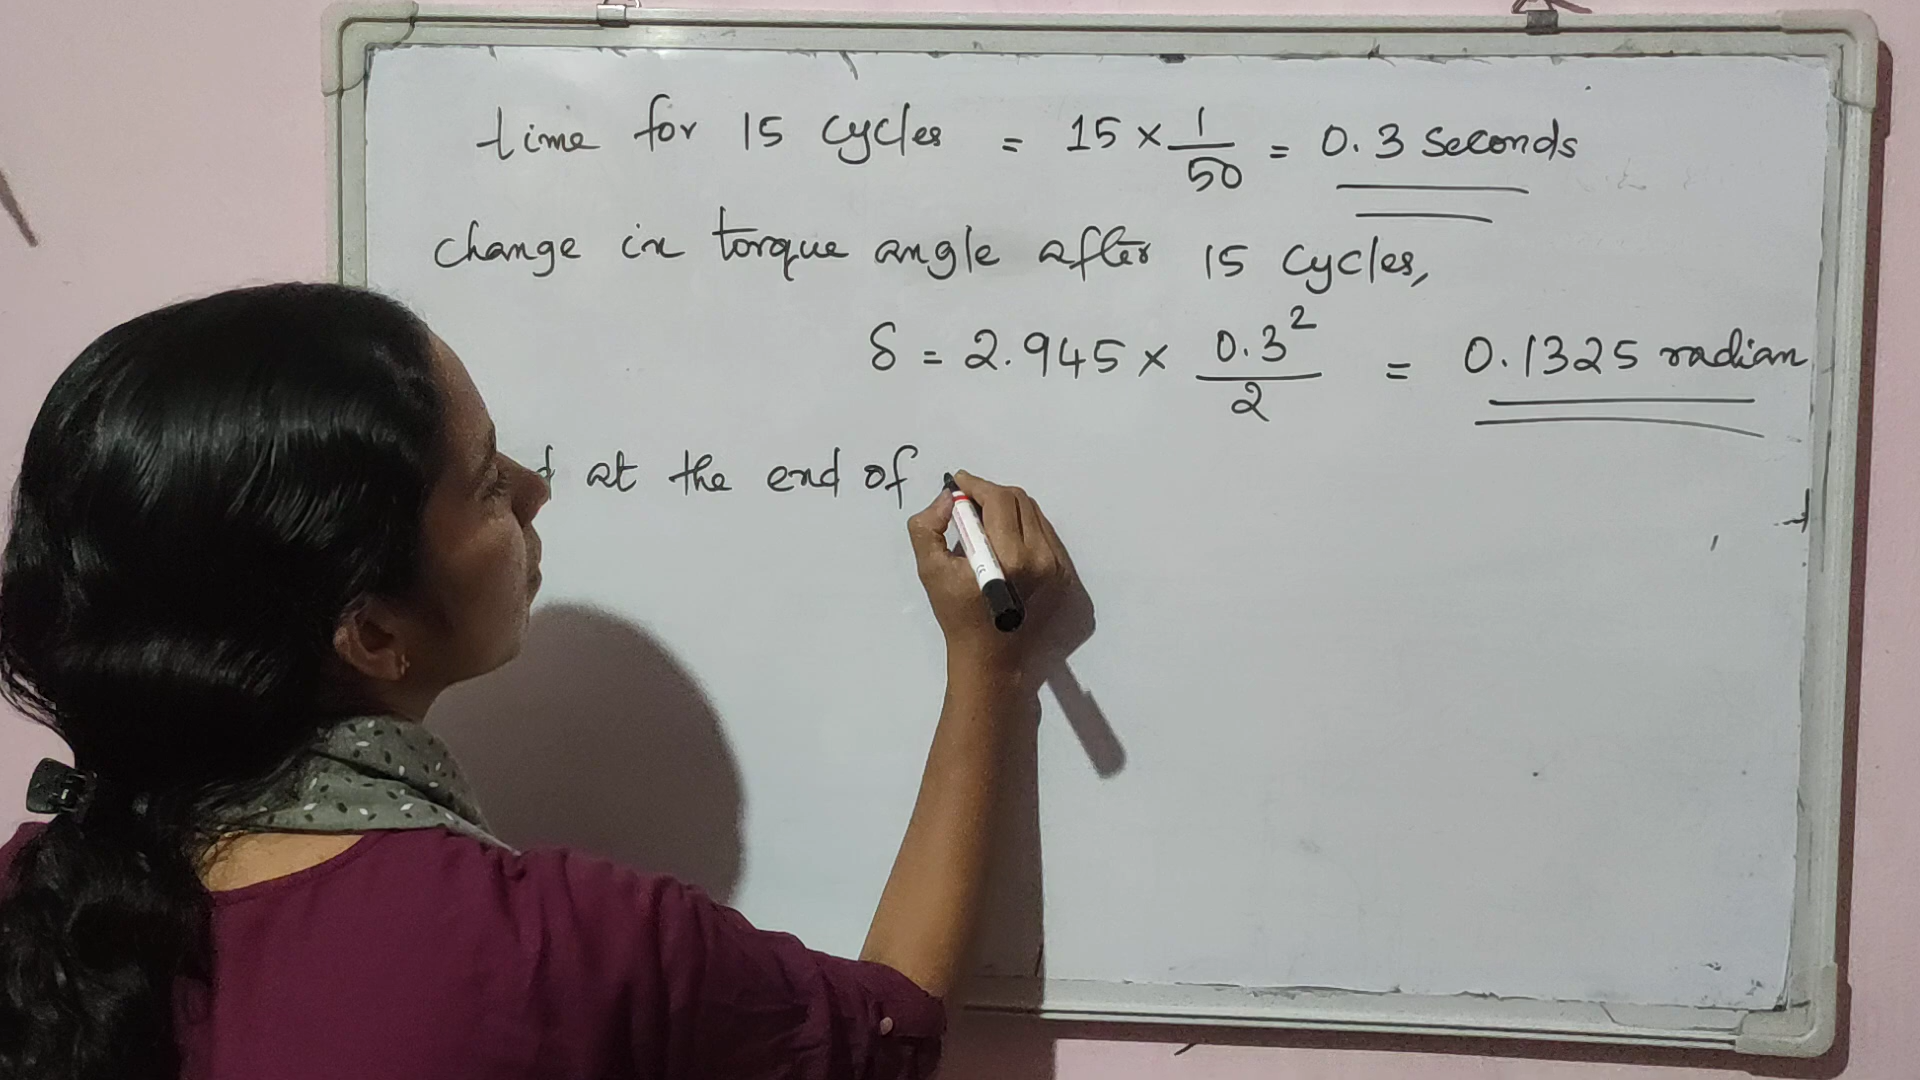 time for 15 cycles = 15 × 1/50 = 0.3 seconds
change in torque angle after 15 cycles,
δ = 2.945 × 0.3²/2 = 0.1325 radian
at the end of